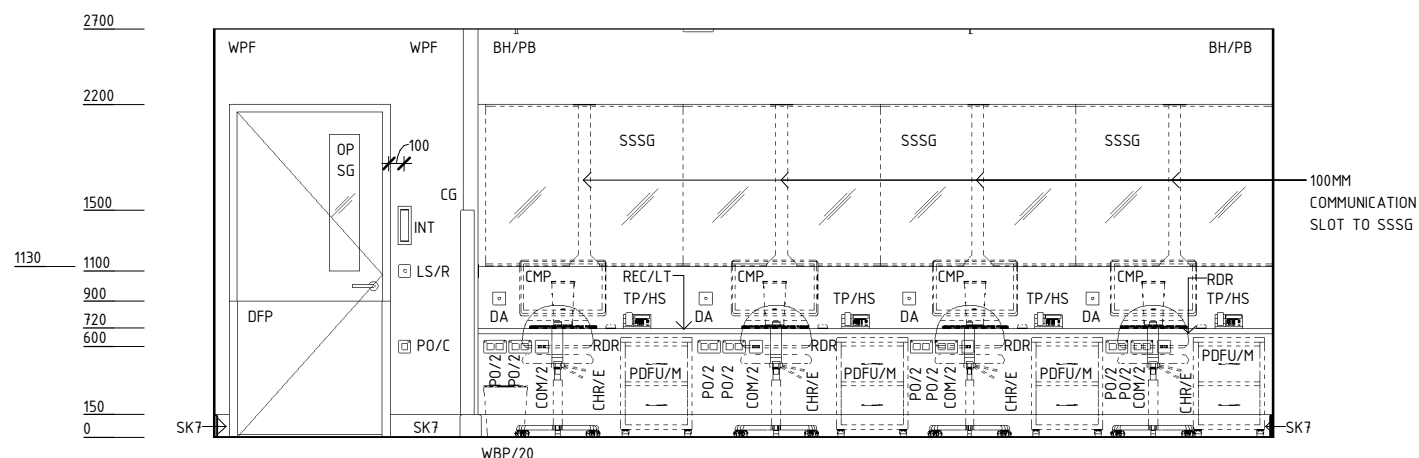 2700
WPF
WPF
BH/PB
BH/PB
2200
OP
SG
100
SSSG
SSSG
SSSG
CG
100MM
COMMUNICATION
SLOT TO SSSG
1500
INT
1130
1100
LS/R
CMP
REC/LT
CMP
CMP
CMP
RDR
900
DFP
DA
TP/HS
DA
TP/HS
DA
TP/HS
DA
TP/HS
720
600
PO/C
RDR
RDR
RDR
RDR
PO/2
PO/2
COM/2
CHR/E
PDFU/M
PO/2
PO/2
COM/2
CHR/E
PDFU/M
PO/2
PO/2
COM/2
CHR/E
PDFU/M
PO/2
PO/2
COM/2
CHR/E
PDFU/M
150
0
SK7
SK7
SK7
WBP/20